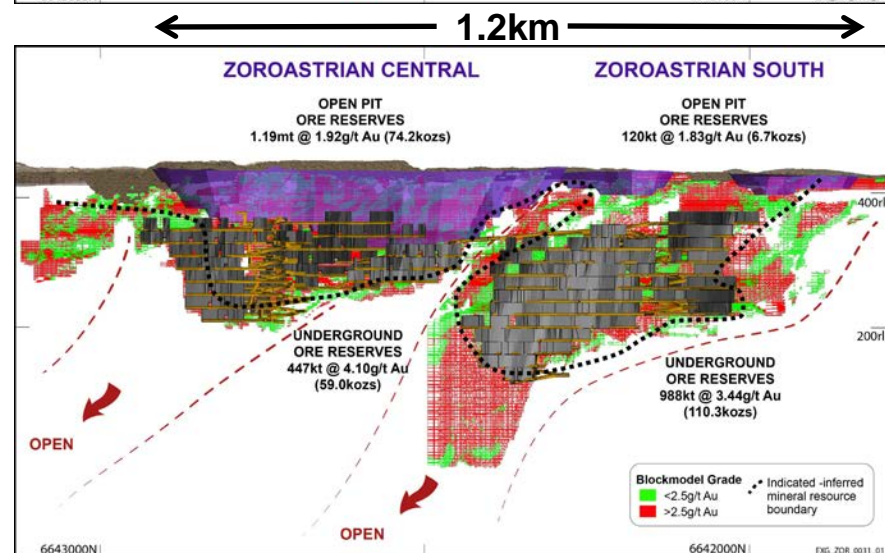 1.2km
ZOROASTRIAN CENTRAL
ZOROASTRIAN SOUTH
OPEN PIT
ORE RESERVES
1.19mt @ 1.92g/t Au (74.2kozs)
OPEN PIT
ORE RESERVES
120kt @ 1.83g/t Au (6.7kozs)
400rl
200rl
UNDERGROUND
ORE RESERVES
447kt @ 4.10g/t Au
(59.0kozs)
UNDERGROUND
ORE RESERVES
988kt @ 3.44g/t Au
(110.3kozs)
OPEN
OPEN
Blockmodel Grade
<2.5g/t Au
>2.5g/t Au
Indicated -inferred
mineral resource
boundary
6643000N
6642000N
EXG_ZOR_0031_01